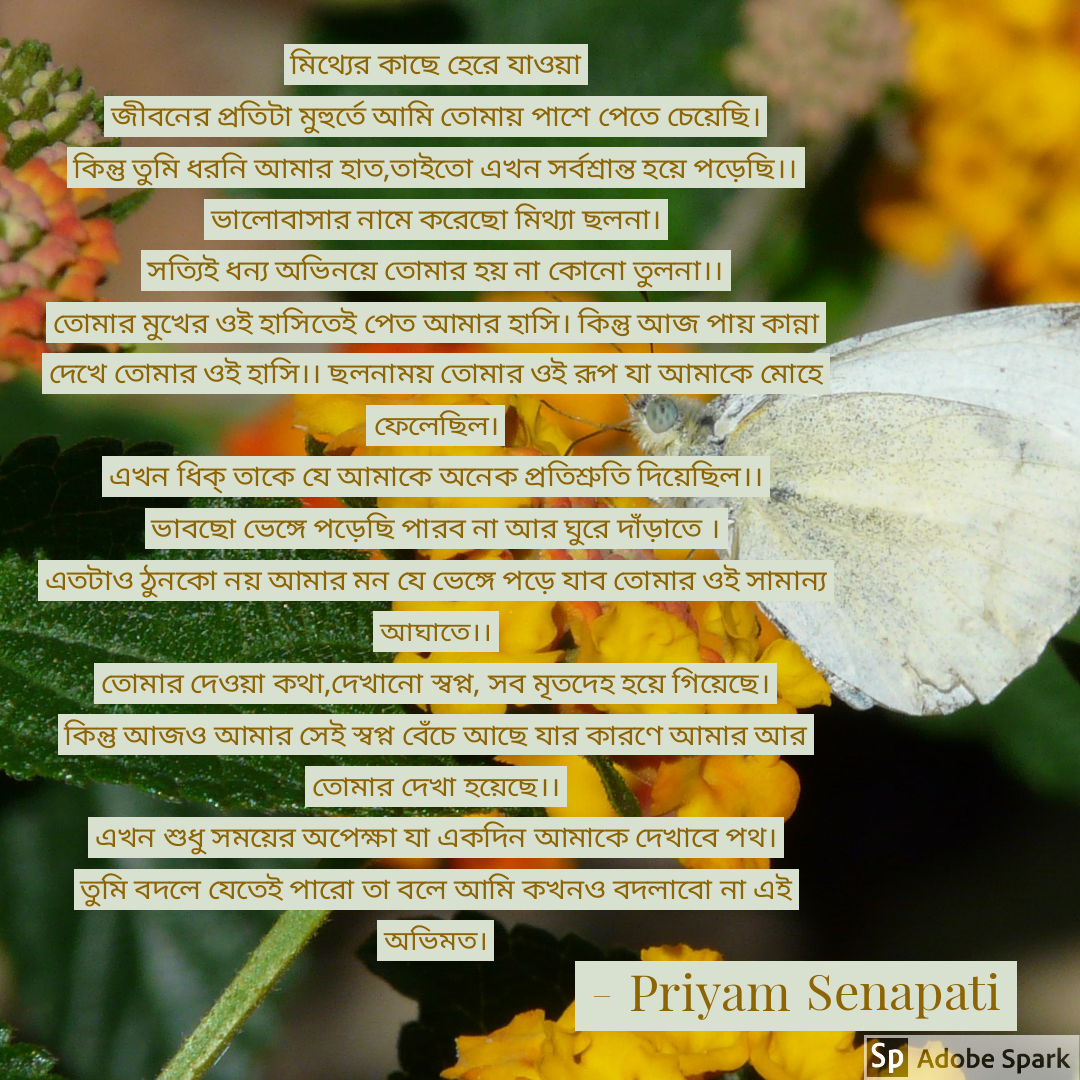 মিথ্যের কাছে হেরে যাওয়া
জীবনের প্রতিটা মুহুর্তে আমি তোমায় পাশে পেতে চেয়েছি।
কিন্তু তুমি ধরনি আমার হাত,তাইতো এখন সর্বশ্রান্ত হয়ে পড়েছি।।
ভালোবাসার নামে করেছো মিথ্যা ছলনা।
সত্যিই ধন্য অভিনয়ে তোমার হয় না কোনো তুলনা।।
তোমার মুখের ওই হাসিতেই পেত আমার হাসি। কিন্তু আজ পায় কান্না
দেখে তোমার ওই হাসি।। ছলনাময় তোমার ওই রূপ যা আমাকে মোহে
ফেলেছিল।
এখন ধিক্ তাকে যে আমাকে অনেক প্রতিশ্রুতি দিয়েছিল।।
ভাবছো ভেঙ্গে পড়েছি পারব না আর ঘুরে দাঁড়াতে ।
এতটাও ঠুনকো নয় আমার মন যে ভেঙ্গে পড়ে যাব তোমার ওই সামান্য
আঘাতে।।
তোমার দেওয়া কথা,দেখানো স্বপ্ন, সব মৃতদেহ হয়ে গিয়েছে।
কিন্তু আজও আমার সেই স্বপ্ন বেঁচে আছে যার কারণে আমার আর
তোমার দেখা হয়েছে।।
এখন শুধু সময়ের অপেক্ষা যা একদিন আমাকে দেখাবে পথ।
তুমি বদলে যেতেই পারো তা বলে আমি কখনও বদলাবো না এই
অভিমত।
- Priyam Senapati
Sp Adobe Spark